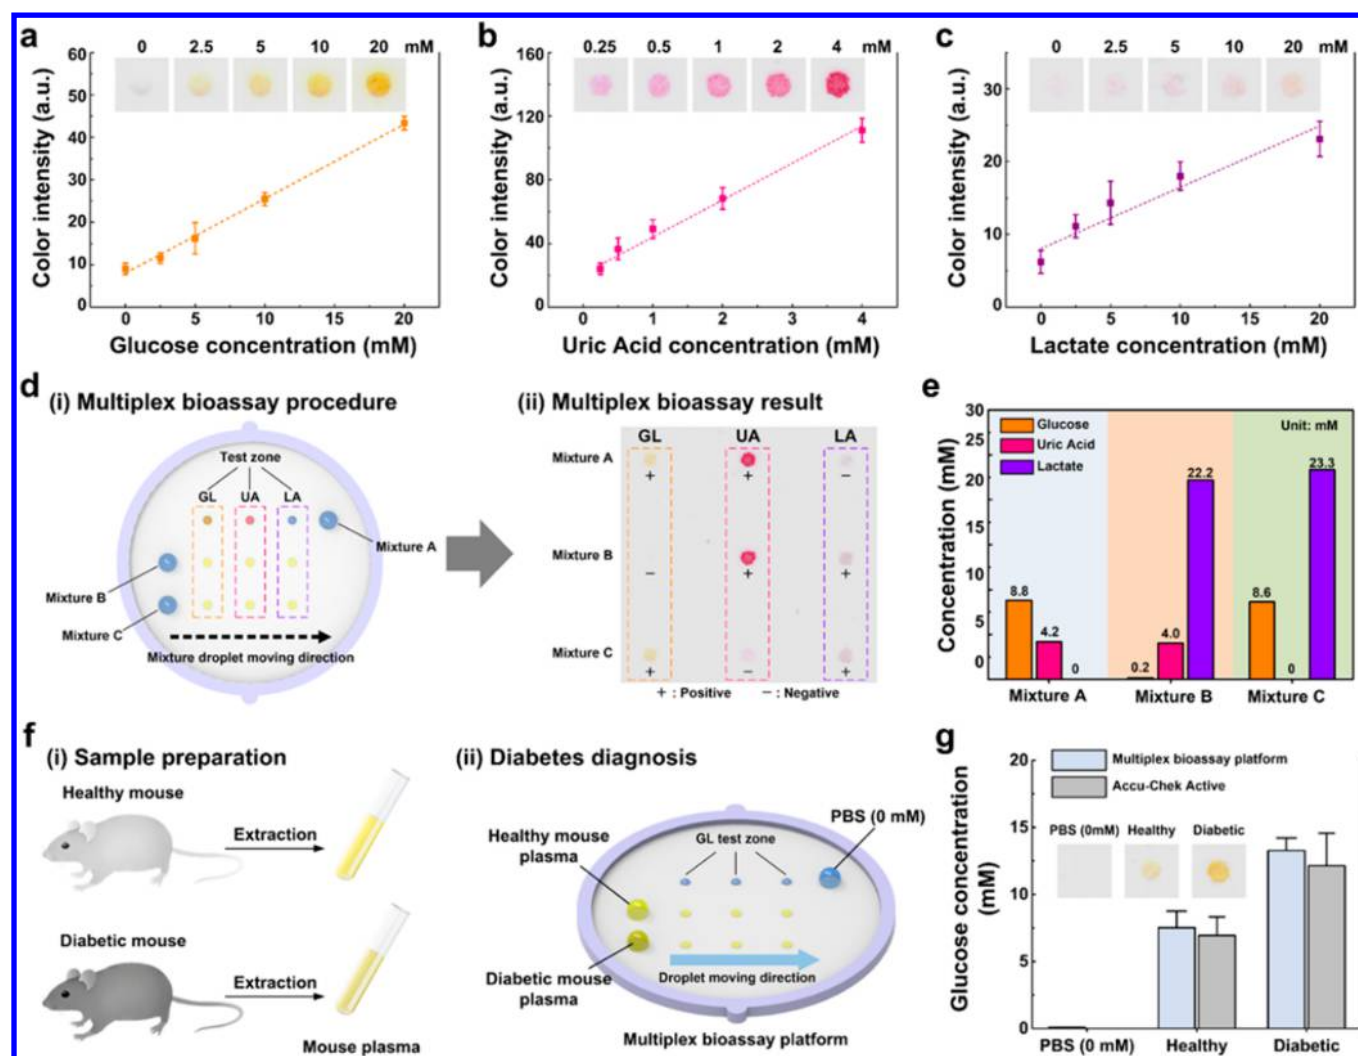 a
0 2.5 5 10 20 mM
60
50
40
30
20
10
0
Color intensity (a.u.)
0 5 10 15 20
Glucose concentration (mM)
b
0.25 0.5 1 2 4 mM
160
120
80
40
0
Color intensity (a.u.)
0 1 2 3 4
Uric Acid concentration (mM)
c
0 2.5 5 10 20 mM
30
20
10
0
Color intensity (a.u.)
0 5 10 15 20
Lactate concentration (mM)
d
(i) Multiplex bioassay procedure
Test zone
GL UA LA
Mixture A
Mixture B
Mixture C
Mixture droplet moving direction
(ii) Multiplex bioassay result
GL UA LA
Mixture A
+ + −
Mixture B
− + +
Mixture C
+ − +
+ : Positive − : Negative
e
30
25
20
15
10
5
0
Concentration (mM)
Glucose
Uric Acid
Lactate
Unit: mM
8.8
4.2
0
0.2
4.0
22.2
8.6
0
23.3
Mixture A Mixture B Mixture C
f
(i) Sample preparation
Healthy mouse
Extraction
Diabetic mouse
Extraction
Mouse plasma
(ii) Diabetes diagnosis
PBS (0 mM)
Healthy mouse
plasma
GL test zone
Diabetic mouse
plasma
Droplet moving direction
Multiplex bioassay platform
g
20
15
10
5
0
Glucose concentration
(mM)
Multiplex bioassay platform
Accu-Chek Active
PBS (0mM) Healthy Diabetic
PBS (0 mM) Healthy Diabetic